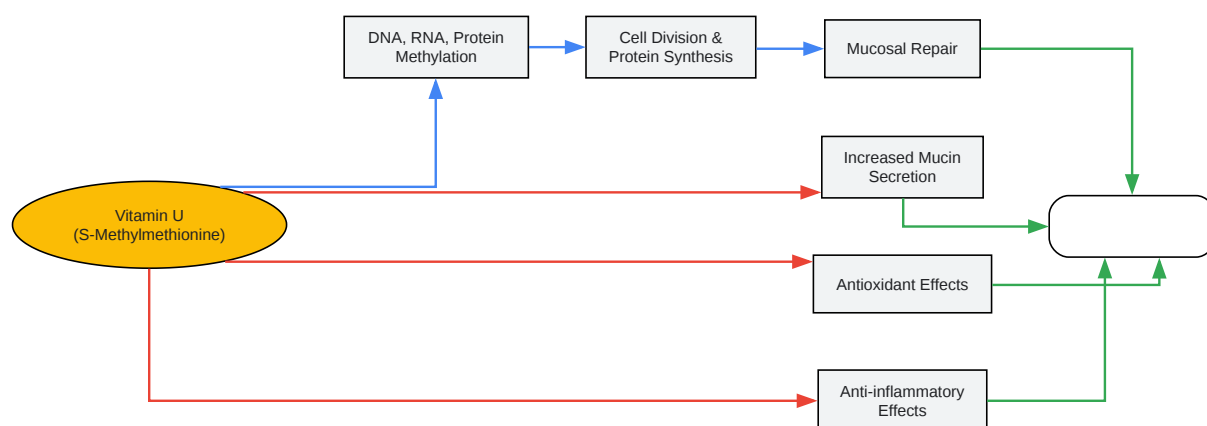 DNA, RNA, Protein
Methylation
Cell Division &
Protein Synthesis
Mucosal Repair
Increased Mucin
Secretion
Vitamin U
(S-Methylmethionine)
Antioxidant Effects
Anti-inflammatory
Effects